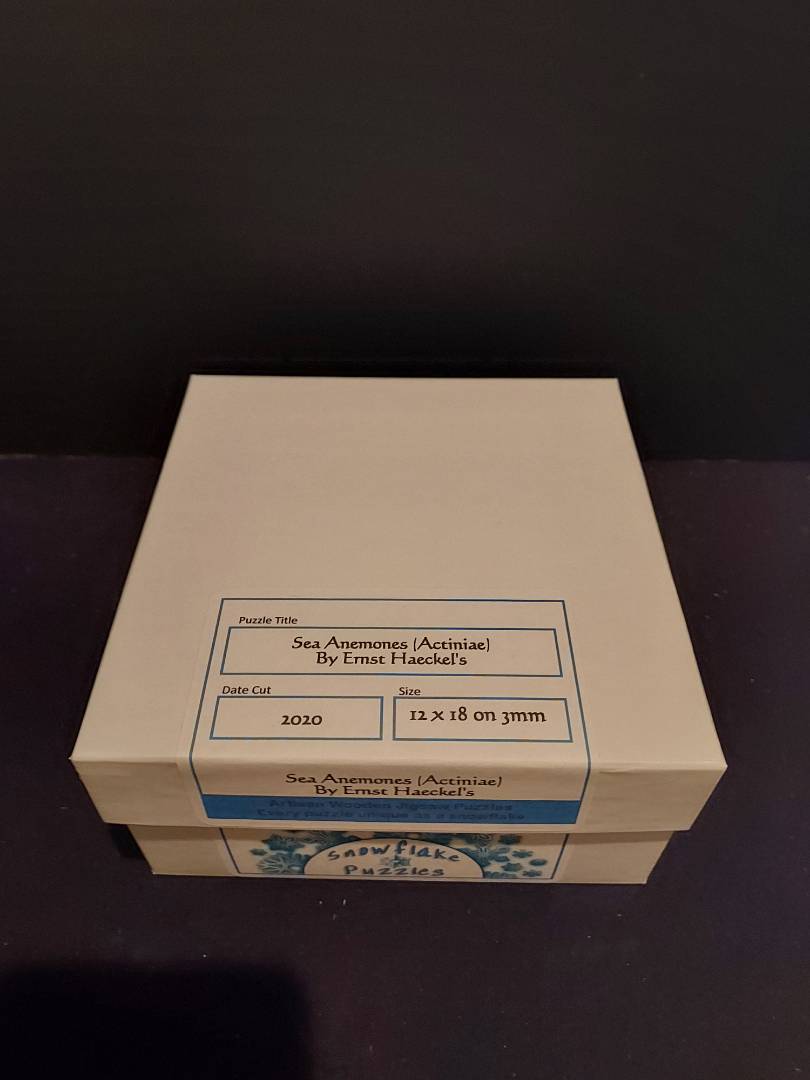 Puzzle Title
Sea Anemones (Actiniae)
By Ernst Haeckel's
Date Cut
Size
2020
12 x 18 on 3mm
Sea Anemones (Actiniae)
By Ernst Haeckel's
Artisan Wooden Jigsaw Puzzles
Every puzzle unique as a snowflake
Snowflake
Puzzles